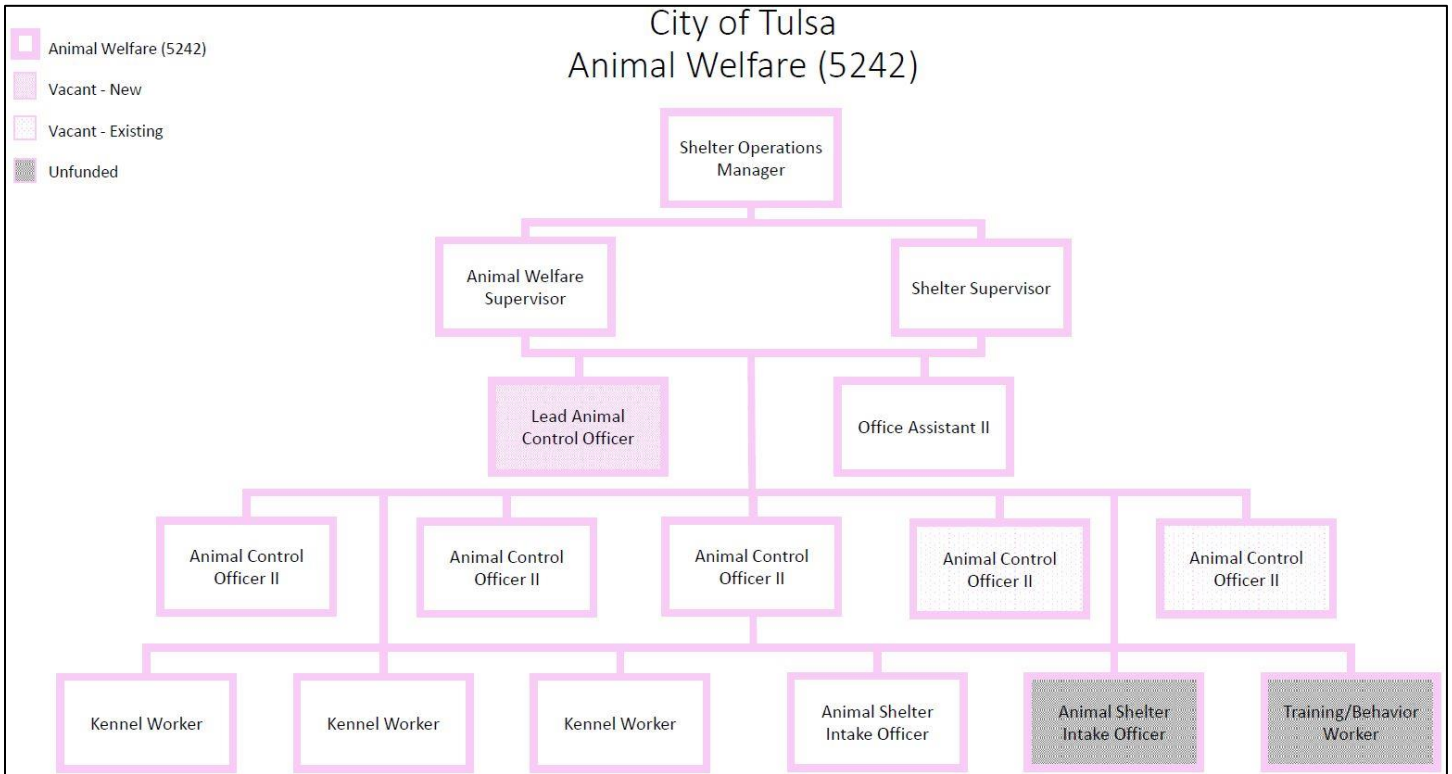 City of Tulsa
Animal Welfare (5242)
Animal Welfare (5242)
Vacant - New
Vacant - Existing
Unfunded
Shelter Operations
Manager
Animal Welfare
Supervisor
Shelter Supervisor
Lead Animal
Control Officer
Office Assistant II
Animal Control
Officer II
Animal Control
Officer II
Animal Control
Officer II
Animal Control
Officer II
Animal Control
Officer II
Kennel Worker
Kennel Worker
Kennel Worker
Animal Shelter
Intake Officer
Animal Shelter
Intake Officer
Training/Behavior
Worker